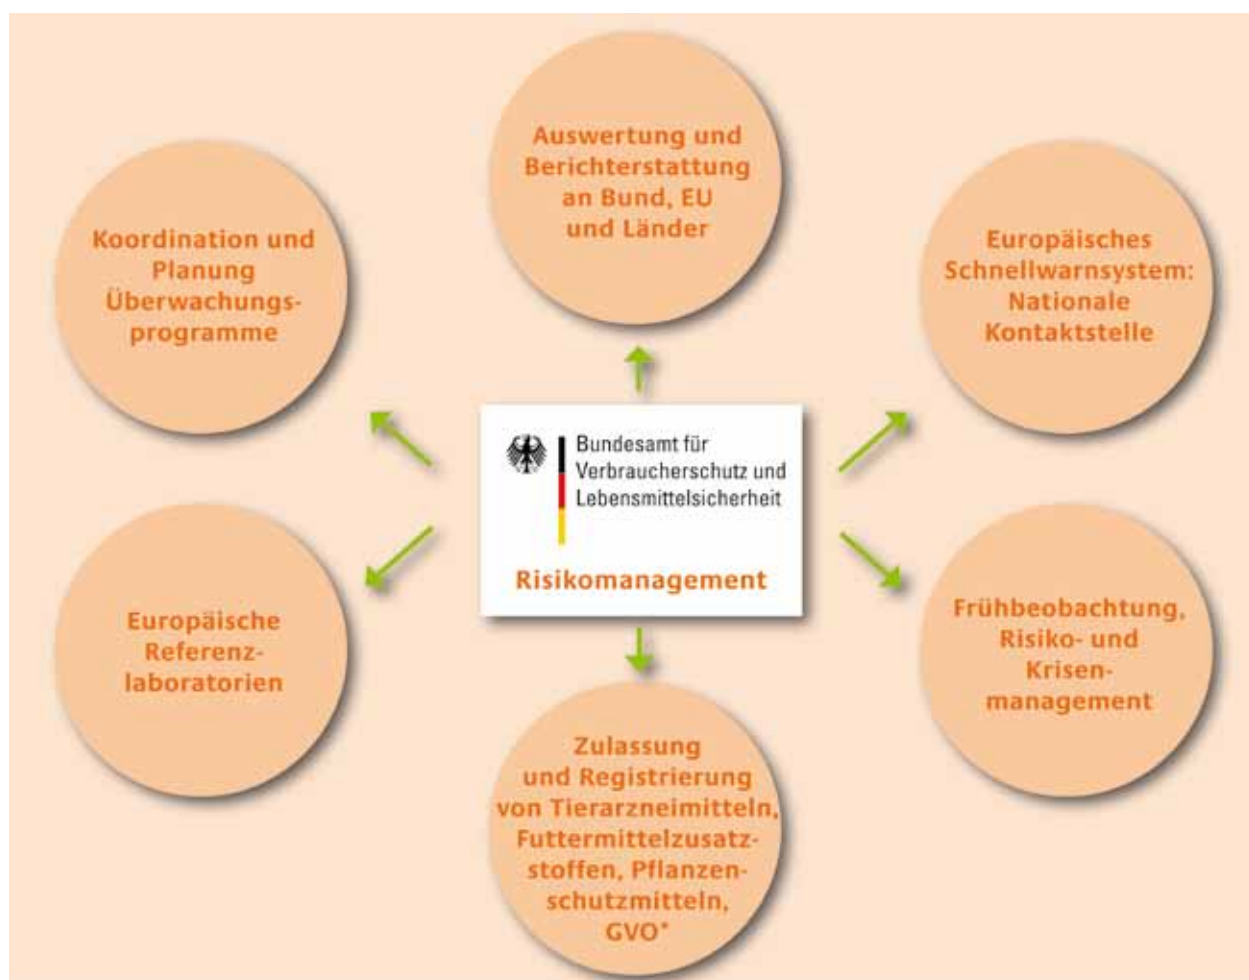 Auswertung und
Berichterstattung
an Bund, EU
und Länder
Koordination und
Planung
Überwachungs-
programme
Europäisches
Schnellwarnsystem:
Nationale
Kontaktstelle
Bundesamt für
Verbraucherschutz und
Lebensmittelsicherheit
Risikomanagement
Europäische
Referenz-
laboratorien
Frühbeobachtung,
Risiko- und
Krisen-
management
Zulassung
und Registrierung
von Tierarzneimitteln,
Futtermittelzusatz-
stoffen, Pflanzen-
schutzmitteln,
GVO*